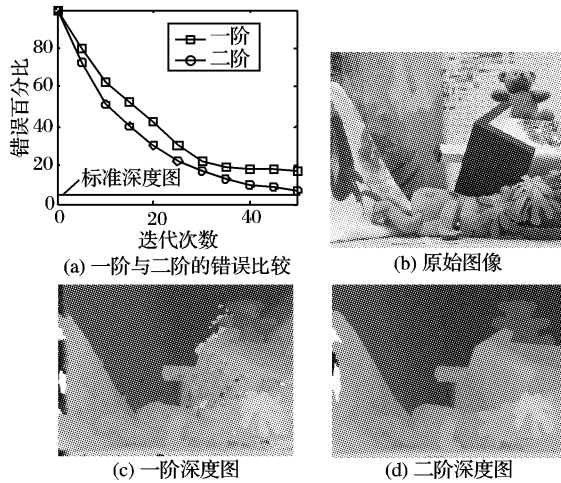 错误百分比
80
60
40
20
0
0
20
40
迭代次数
一阶
二阶
标准深度图
(a) 一阶与二阶的错误比较
(b) 原始图像
(c) 一阶深度图
(d) 二阶深度图